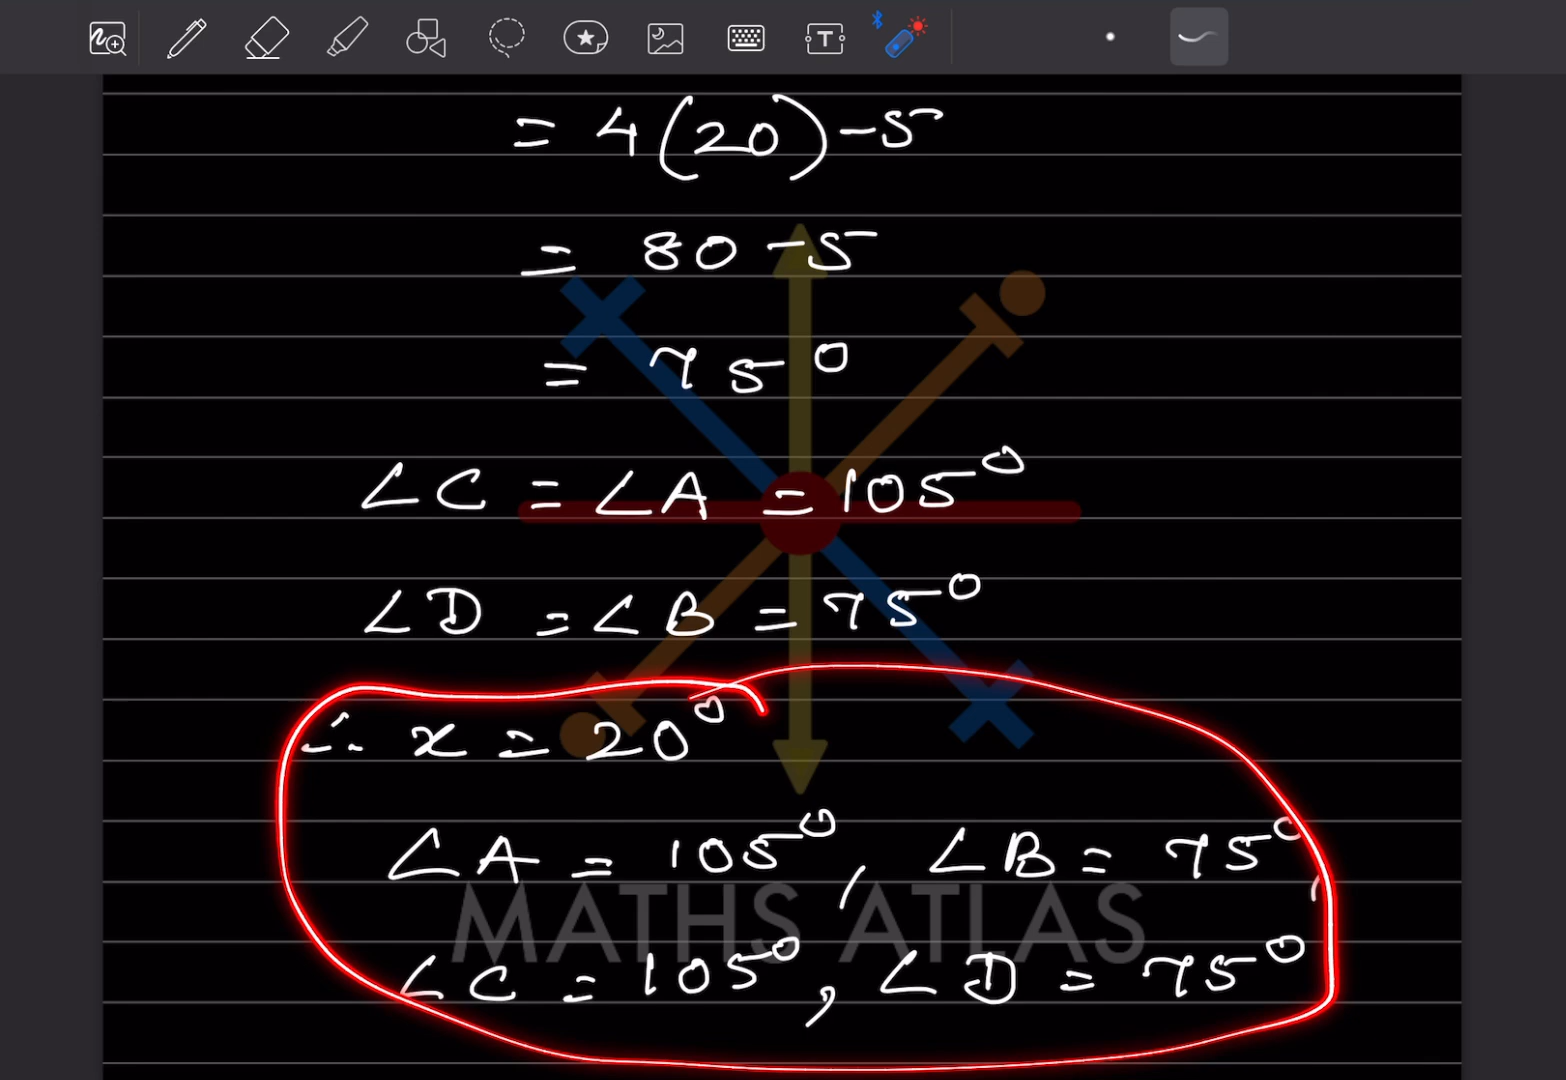 = 4(20)-5
= 80-5
= 75°
∠C = ∠A = 105°
∠D = ∠B = 75°
∴ x = 20°
∠A = 105°, ∠B = 75°,
MATHS ATLAS
∠C = 105°, ∠D = 75°